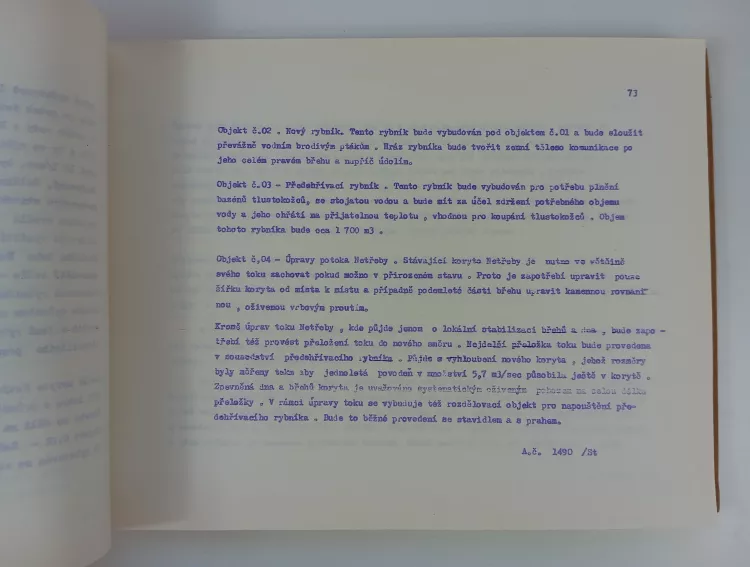 73
Objekt č.02 . Nový rybník. Tento rybník bude vybudován pod objektem č.01 a bude sloužit
převážně vodním brodivým ptákům . Hráz rybníka bude tvořit zemní těleso komunikace po
jeho celém pravém břehu a napříč údolím.
Objekt č.03 - Předehřívací rybník . Tento rybník bude vybudován pro potřebu plnění
basénů tlustokožců, se stojatou vodou a bude mít za účel zdržení potřebného objemu
vody a jeho ohřátí na přijatelnou teplotu , vhodnou pro koupání tlustokožců . Objem
tohoto rybníka bude cca 1 700 m3 .
Objekt č.04 - Úpravy potoka Netřeby . Stávající koryto Netřeby je nutno ve většině
svého toku zachovat pokud možno v přirozeném stavu . Proto je zapotřebí upravit pouze
šířku koryta od místa k místu a případně podemleté části břehu upravit kamennou rovnani
nou , oživenou vrbovým proutím.
Kromě úprav toku Netřeby , kde půjde jenom o lokální stabilizaci břehů a dna , bude zapo -
třebí též provést přeložení toku do nového směru . Nejdelší přeložka toku bude provedena
v sousedství předehřívacího rybníka . Půjde o vyhloubení nového koryta , jehož rozměry
byly měřeny tak aby jednoletá povodeň v množství 5,7 m3/sec působila ještě v korytě .
Zpevnění dna a břehů koryta je uvažováno systematickým oživeným pohozem na celou délku
přeložky . V rámci úpravy toku se vybuduje též rozdělovací objekt pro napouštění pře-
dehřívacího rybníka . Bude to běžné provedení se stavidlem a s prahem.
A.č. 1490 /St